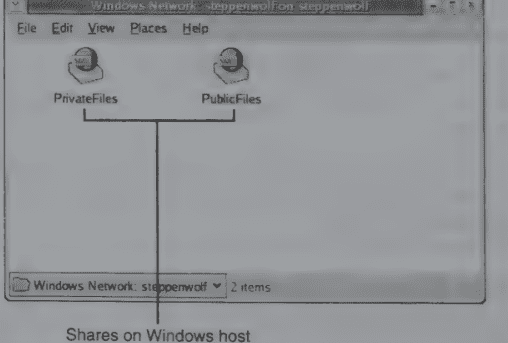 Windows Network: steppenwolf on steppenwolf
File Edit View Places Help
PrivateFiles PublicFiles
Windows Network: steppenwolf 2 items
Shares on Windows host